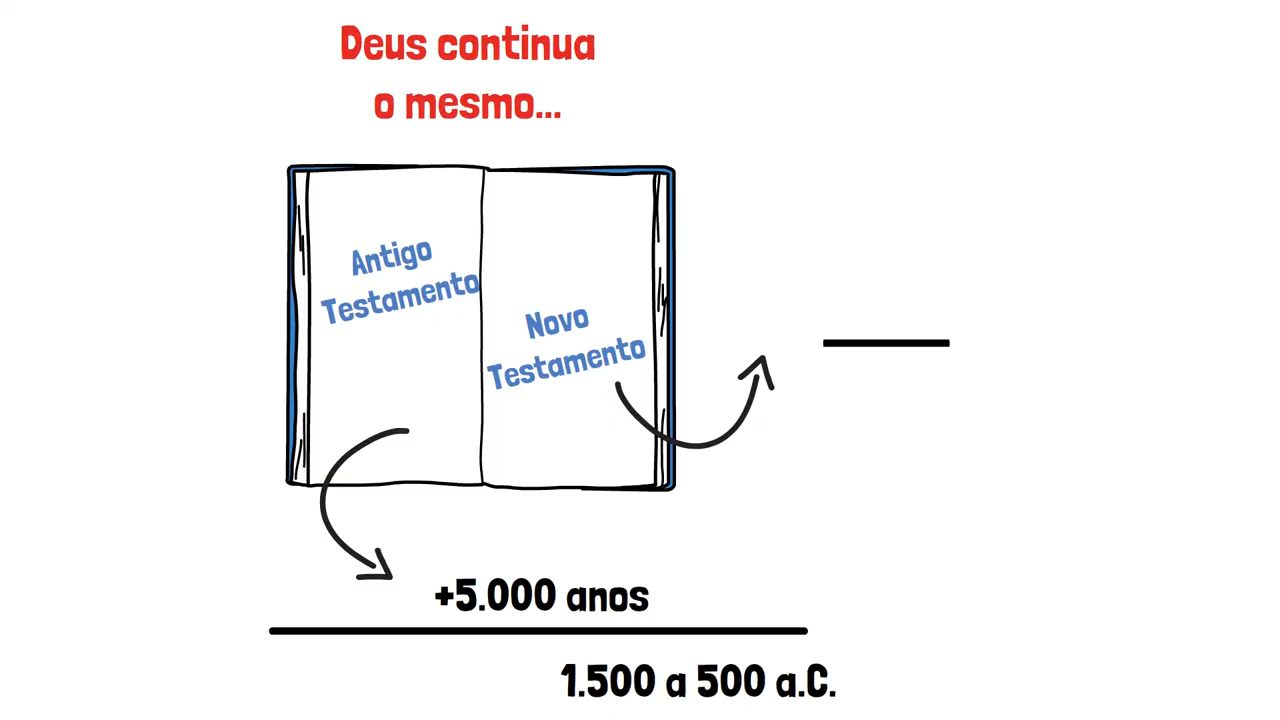 Deus continua
o mesmo...
Antigo
Testamento
Novo
Testamento
+5.000 anos
1.500 a 500 a.C.